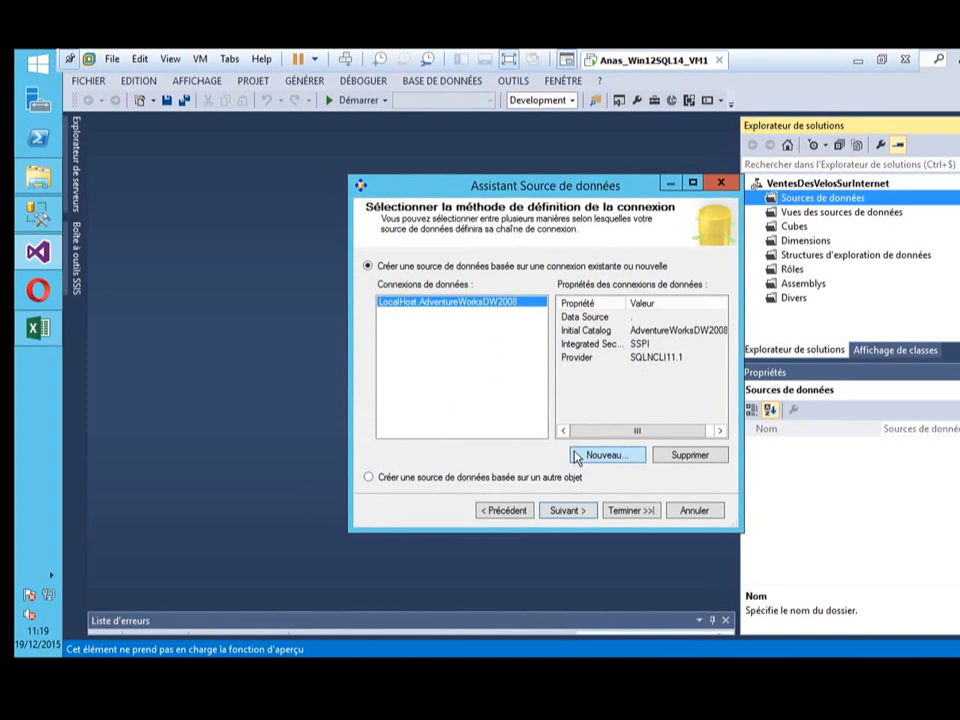 File Edit View VM Tabs Help
Anas_Win12SQL14_VM1
FICHIER EDITION AFFICHAGE PROJET GÉNÉRER DÉBOGUER BASE DE DONNÉES OUTILS FENÊTRE ?
Démarrer
Development
Explorateur de serveurs
Boîte à outils SSIS
Explorateur de solutions
Rechercher dans l'Explorateur de solutions (Ctrl+$)
VentesDesVelosSurInternet
Sources de données
Vues des sources de données
Cubes
Dimensions
Structures d'exploration de données
Rôles
Assemblys
Divers
Explorateur de solutions Affichage de classes
Propriétés
Sources de données
Nom Sources de donnée
Nom
Spécifie le nom du dossier.
Assistant Source de données
Sélectionner la méthode de définition de la connexion
Vous pouvez sélectionner entre plusieurs manières selon lesquelles votre
source de données définira sa chaîne de connexion.
Créer une source de données basée sur une connexion existante ou nouvelle
Connexions de données :
LocalHost.AdventureWorksDW2008
Propriétés des connexions de données :
Propriété Valeur
Data Source .
Initial Catalog AdventureWorksDW2008
Integrated Sec... SSPI
Provider SQLNCLI11.1
Nouveau... Supprimer
Créer une source de données basée sur un autre objet
< Précédent Suivant > Terminer >>| Annuler
Liste d'erreurs
11:19
19/12/2015
Cet élément ne prend pas en charge la fonction d'aperçu